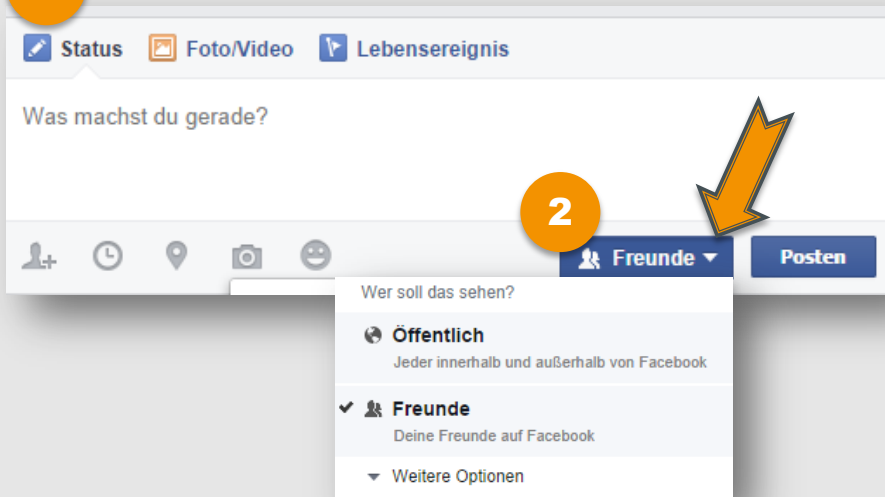 Status Foto/Video Lebensereignis
Was machst du gerade?
2
Freunde Posten
Wer soll das sehen?
Öffentlich
Jeder innerhalb und außerhalb von Facebook
Freunde
Deine Freunde auf Facebook
Weitere Optionen